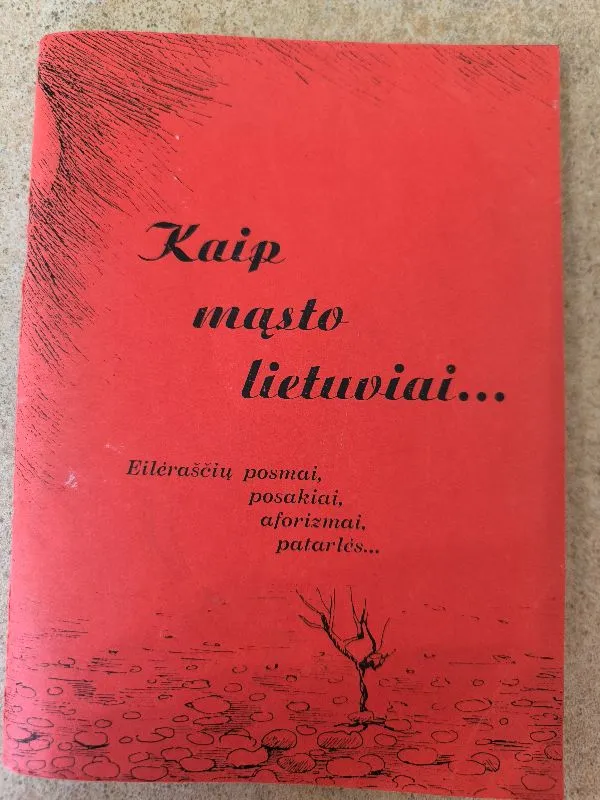 Kaip
mąsto
lietuviai...
Eilėraščių posmai,
posakiai,
aforizmai,
patarlės...